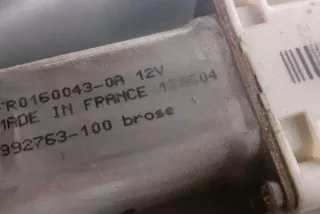 FR0160043-0A 12V
MADE IN FRANCE
992763-100 brose